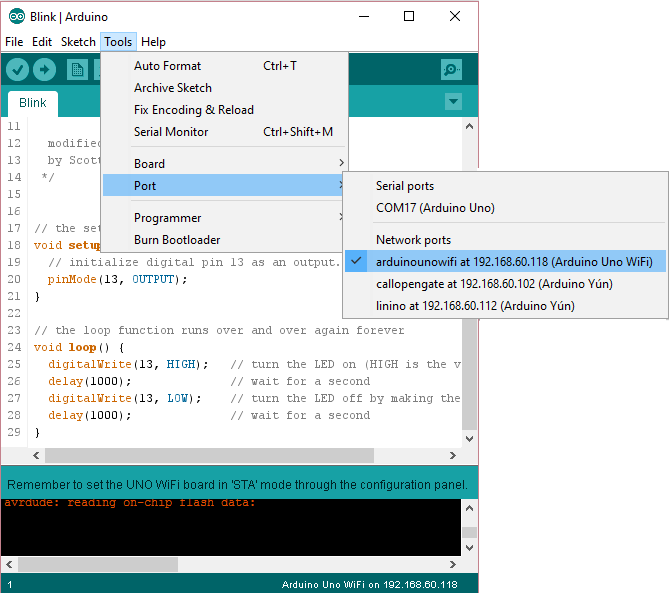 Blink | Arduino
File Edit Sketch Tools Help
Auto Format Ctrl+T
Archive Sketch
Fix Encoding & Reload
Serial Monitor Ctrl+Shift+M
Board
Port
Programmer
Burn Bootloader
Serial ports
COM17 (Arduino Uno)
Network ports
arduinounowifi at 192.168.60.118 (Arduino Uno WiFi)
callopengate at 192.168.60.102 (Arduino Yún)
linino at 192.168.60.112 (Arduino Yún)
Blink
11
12 modified
13 by Scott
14 */
15
16
17 // the set
18 void setup
19 // initialize digital pin 13 as an output.
20 pinMode(13, OUTPUT);
21 }
22
23 // the loop function runs over and over again forever
24 void loop() {
25 digitalWrite(13, HIGH); // turn the LED on (HIGH is the v
26 delay(1000); // wait for a second
27 digitalWrite(13, LOW); // turn the LED off by making the
28 delay(1000); // wait for a second
29 }
Remember to set the UNO WiFi board in 'STA' mode through the configuration panel.
avrdude: reading on-chip flash data:
1 Arduino Uno WiFi on 192.168.60.118